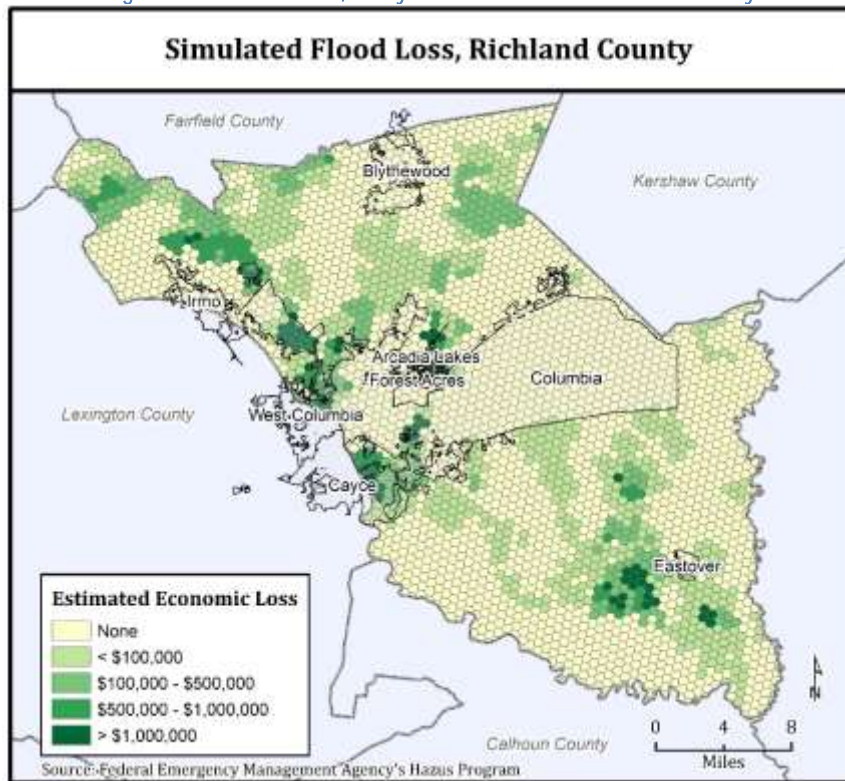 Simulated Flood Loss, Richland County
Fairfield County
Blythewood
Kershaw County
Irmo
Arcadia Lakes
Forest Acres
Columbia
Lexington County
West Columbia
Cayce
Eastover
Estimated Economic Loss
None
< $100,000
$100,000 - $500,000
$500,000 - $1,000,000
> $1,000,000
N
0 4 8
Miles
Calhoun County
Source: Federal Emergency Management Agency's Hazus Program